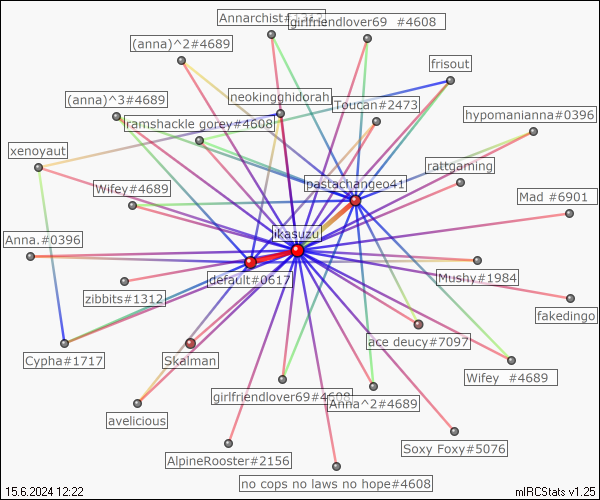 Annarchist#1312
girlfriendlover69  #4608
(anna)^2#4689
frisout
(anna)^3#4689
neokingghidorah
Toucan#2473
hypomanianna#0396
ramshackle gorey#4608
xenoyaut
rattgaming
Wifey#4689
pastachangeo41
Mad #6901
jkasuzu
Anna.#0396
default#0617
Mushy#1984
zibbits#1312
fakedingo
ace deucy#7097
Cypha#1717
Skalman
Wifey  #4689
girlfriendlover69#4608
Anna^2#4689
avelicious
Soxy Foxy#5076
AlpineRooster#2156
no cops no laws no hope#4608
15.6.2024 12:22
mIRCStats v1.25